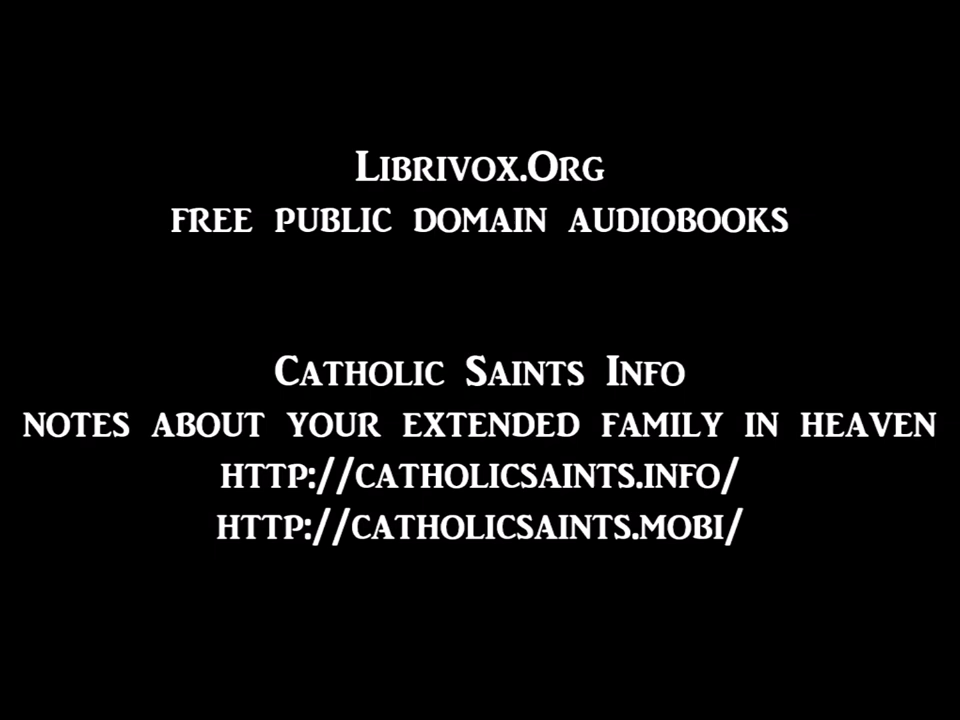 Librivox.Org
free public domain audiobooks
Catholic Saints Info
notes about your extended family in heaven
http://catholicsaints.info/
http://catholicsaints.mobi/